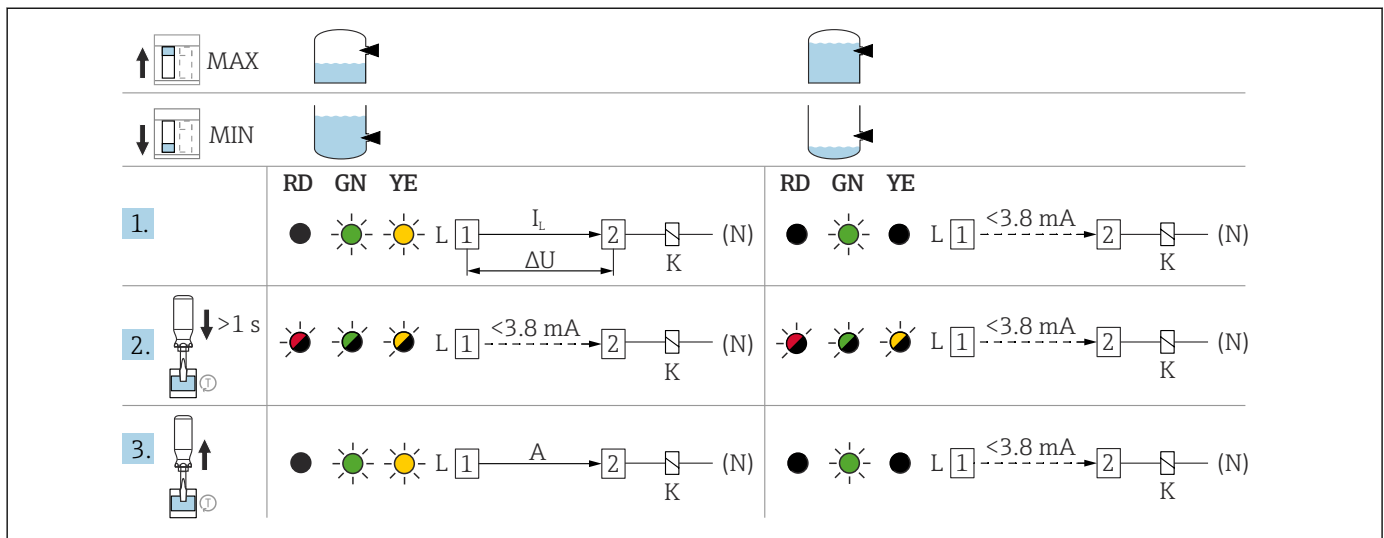 MAX
MIN
RD GN YE RD GN YE
1. L 1 I_L 2 (N) L 1 <3.8 mA 2 (N)
ΔU K K
2. >1 s L 1 <3.8 mA 2 (N) L 1 <3.8 mA 2 (N)
T K K
3. L 1 A 2 (N) L 1 <3.8 mA 2 (N)
T K K